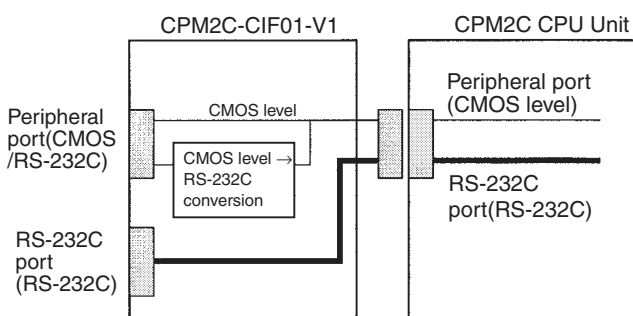 CPM2C-CIF01-V1
CPM2C CPU Unit
Peripheral
port(CMOS
/RS-232C)
CMOS level
CMOS level →
RS-232C
conversion
RS-232C
port
(RS-232C)
Peripheral port
(CMOS level)
RS-232C
port(RS-232C)